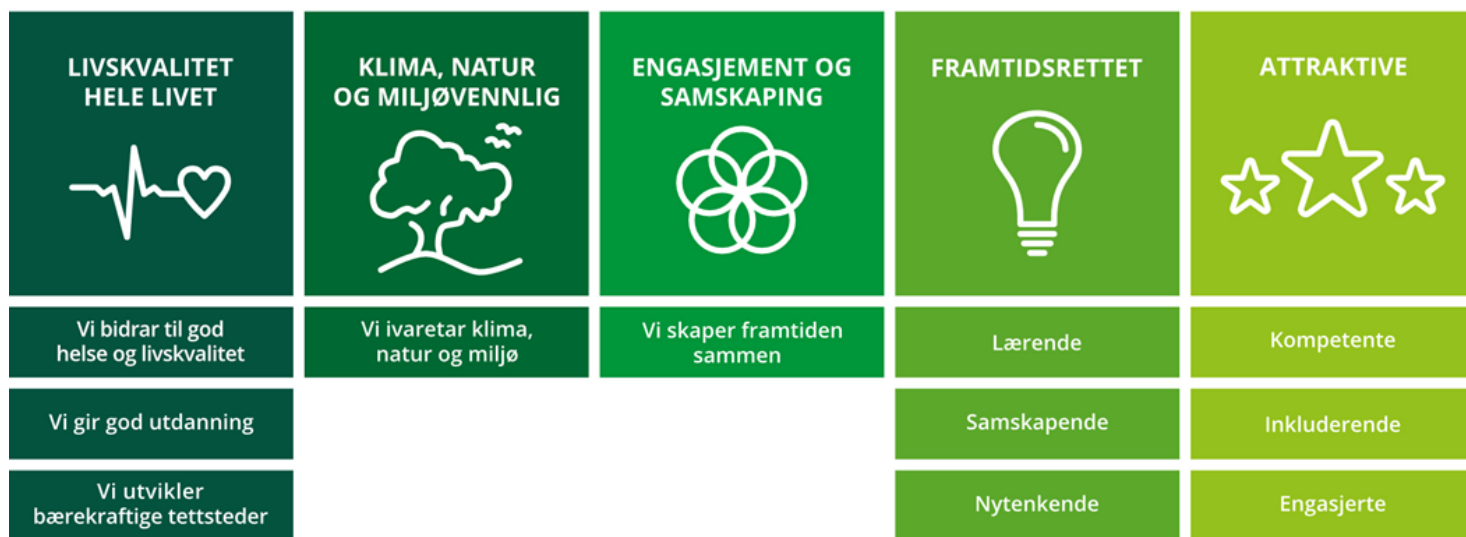 LIVSKVALITET
HELE LIVET
KLIMA, NATUR
OG MILJØVENNLIG
ENGASJEMENT OG
SAMSKAPING
FRAMTIDSRETTET
ATTRAKTIVE
Vi bidrar til god
helse og livskvalitet
Vi ivaretar klima,
natur og miljø
Vi skaper framtiden
sammen
Lærende
Kompetente
Vi gir god utdanning
Samskapende
Inkluderende
Vi utvikler
bærekraftige tettsteder
Nytenkende
Engasjerte